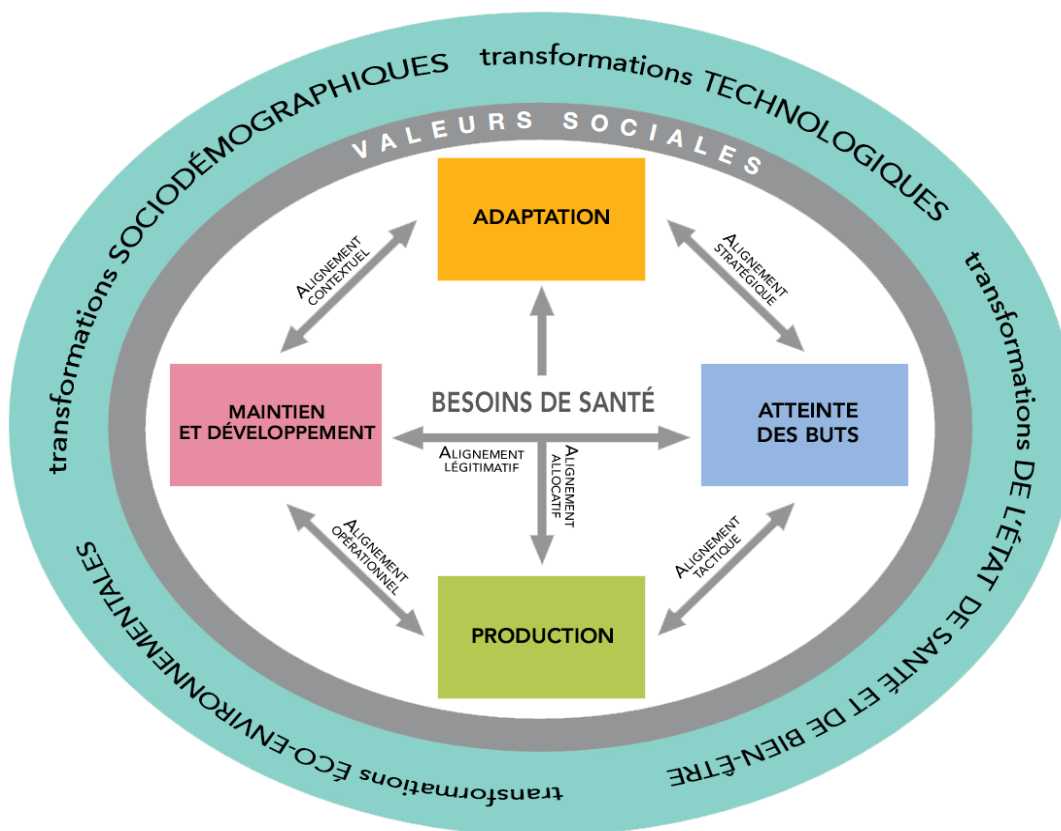 transformations SOCIODÉMOGRAPHIQUES
transformations TECHNOLOGIQUES
transformations DE L'ÉTAT DE SANTÉ ET DE BIEN-ÊTRE
transformations ÉCO-ENVIRONNEMENTALES
VALEURS SOCIALES
ADAPTATION
ALIGNEMENT
CONTEXTUEL
ALIGNEMENT
STRATÉGIQUE
MAINTIEN
ET DÉVELOPPEMENT
BESOINS DE SANTÉ
ATTEINTE
DES BUTS
ALIGNEMENT
LÉGITIMATIF
ALIGNEMENT
ALLOCATIF
ALIGNEMENT
OPÉRATIONNEL
ALIGNEMENT
TACTIQUE
PRODUCTION